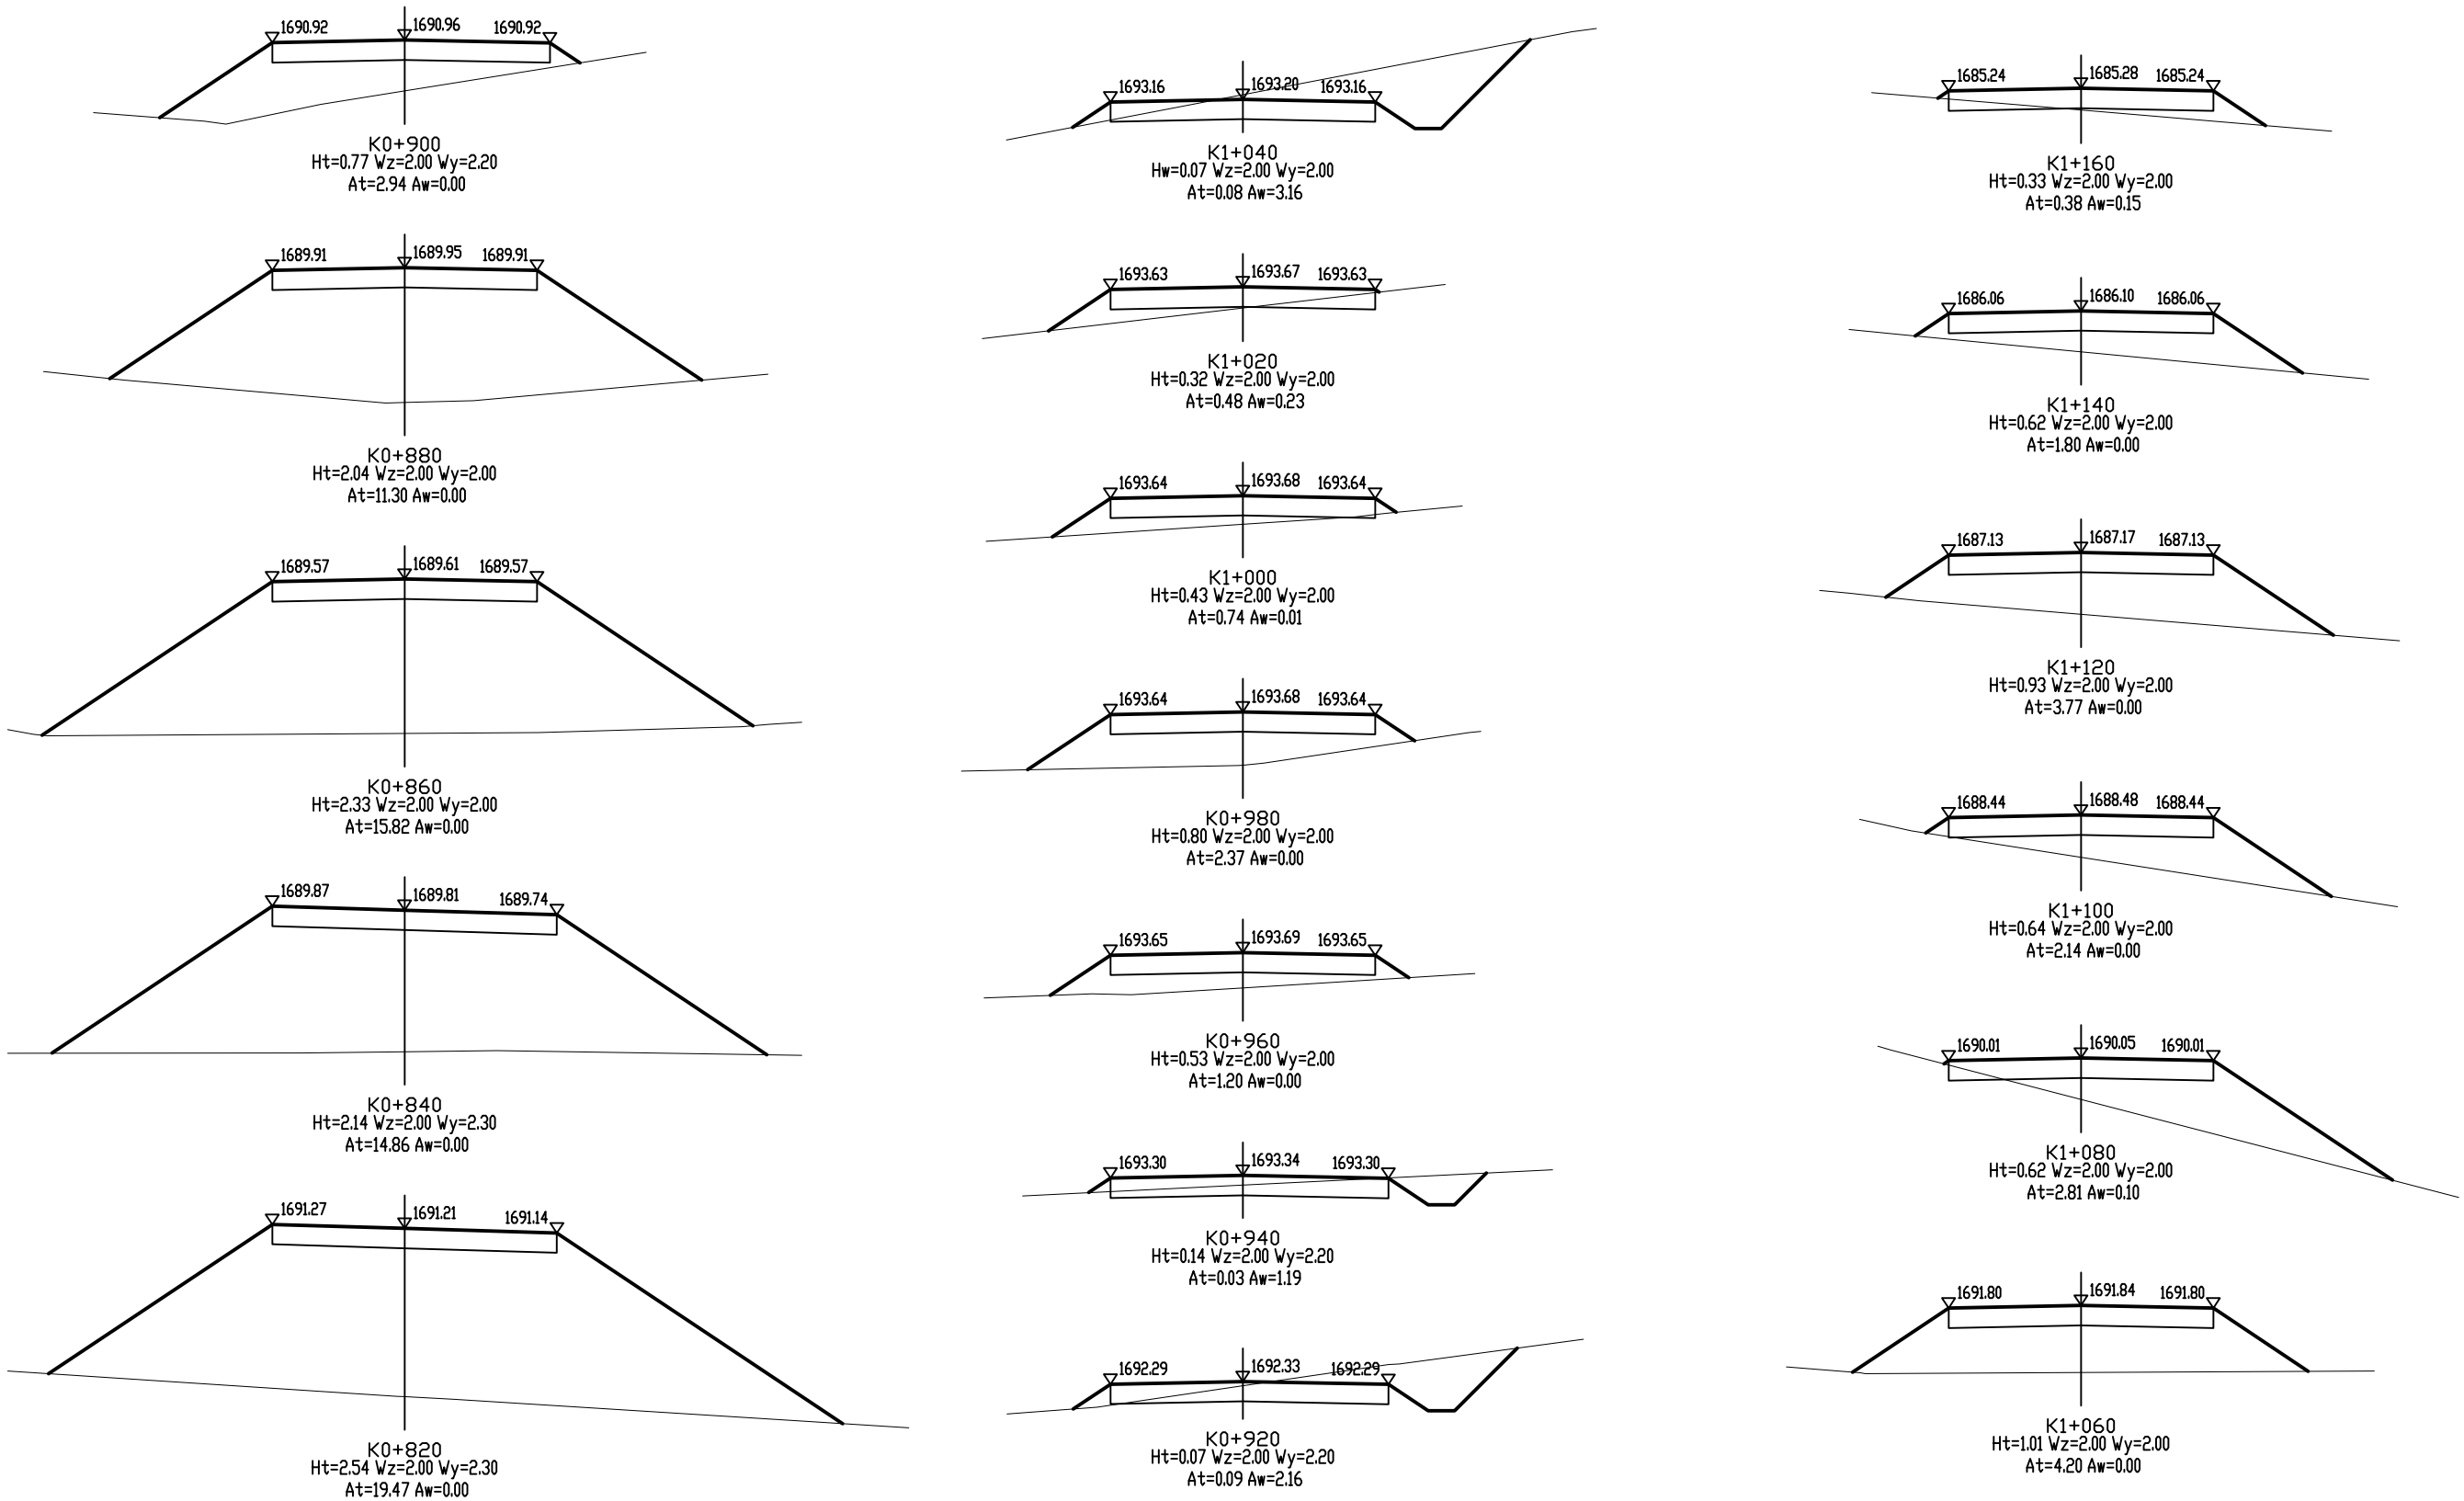 1690.92 1690.96 1690.92
K0+900
Ht=0.77 Wz=2.00 Wy=2.20
At=2.94 Aw=0.00
1689.91 1689.95 1689.91
K0+880
Ht=2.04 Wz=2.00 Wy=2.00
At=11.30 Aw=0.00
1689.57 1689.61 1689.57
K0+860
Ht=2.33 Wz=2.00 Wy=2.00
At=15.82 Aw=0.00
1689.87 1689.81 1689.74
K0+840
Ht=2.14 Wz=2.00 Wy=2.30
At=14.86 Aw=0.00
1691.27 1691.21 1691.14
K0+820
Ht=2.54 Wz=2.00 Wy=2.30
At=19.47 Aw=0.00
1693.16 1693.20 1693.16
K1+040
Hw=0.07 Wz=2.00 Wy=2.00
At=0.08 Aw=3.16
1693.63 1693.67 1693.63
K1+020
Ht=0.32 Wz=2.00 Wy=2.00
At=0.48 Aw=0.23
1693.64 1693.68 1693.64
K1+000
Ht=0.43 Wz=2.00 Wy=2.00
At=0.74 Aw=0.01
1693.64 1693.68 1693.64
K0+980
Ht=0.80 Wz=2.00 Wy=2.00
At=2.37 Aw=0.00
1693.65 1693.69 1693.65
K0+960
Ht=0.53 Wz=2.00 Wy=2.00
At=1.20 Aw=0.00
1693.30 1693.34 1693.30
K0+940
Ht=0.14 Wz=2.00 Wy=2.20
At=0.03 Aw=1.19
1692.29 1692.33 1692.29
K0+920
Ht=0.07 Wz=2.00 Wy=2.20
At=0.09 Aw=2.16
1685.24 1685.28 1685.24
K1+160
Ht=0.33 Wz=2.00 Wy=2.00
At=0.38 Aw=0.15
1686.06 1686.10 1686.06
K1+140
Ht=0.62 Wz=2.00 Wy=2.00
At=1.80 Aw=0.00
1687.13 1687.17 1687.13
K1+120
Ht=0.93 Wz=2.00 Wy=2.00
At=3.77 Aw=0.00
1688.44 1688.48 1688.44
K1+100
Ht=0.64 Wz=2.00 Wy=2.00
At=2.14 Aw=0.00
1690.01 1690.05 1690.01
K1+080
Ht=0.62 Wz=2.00 Wy=2.00
At=2.81 Aw=0.10
1691.80 1691.84 1691.80
K1+060
Ht=1.01 Wz=2.00 Wy=2.00
At=4.20 Aw=0.00